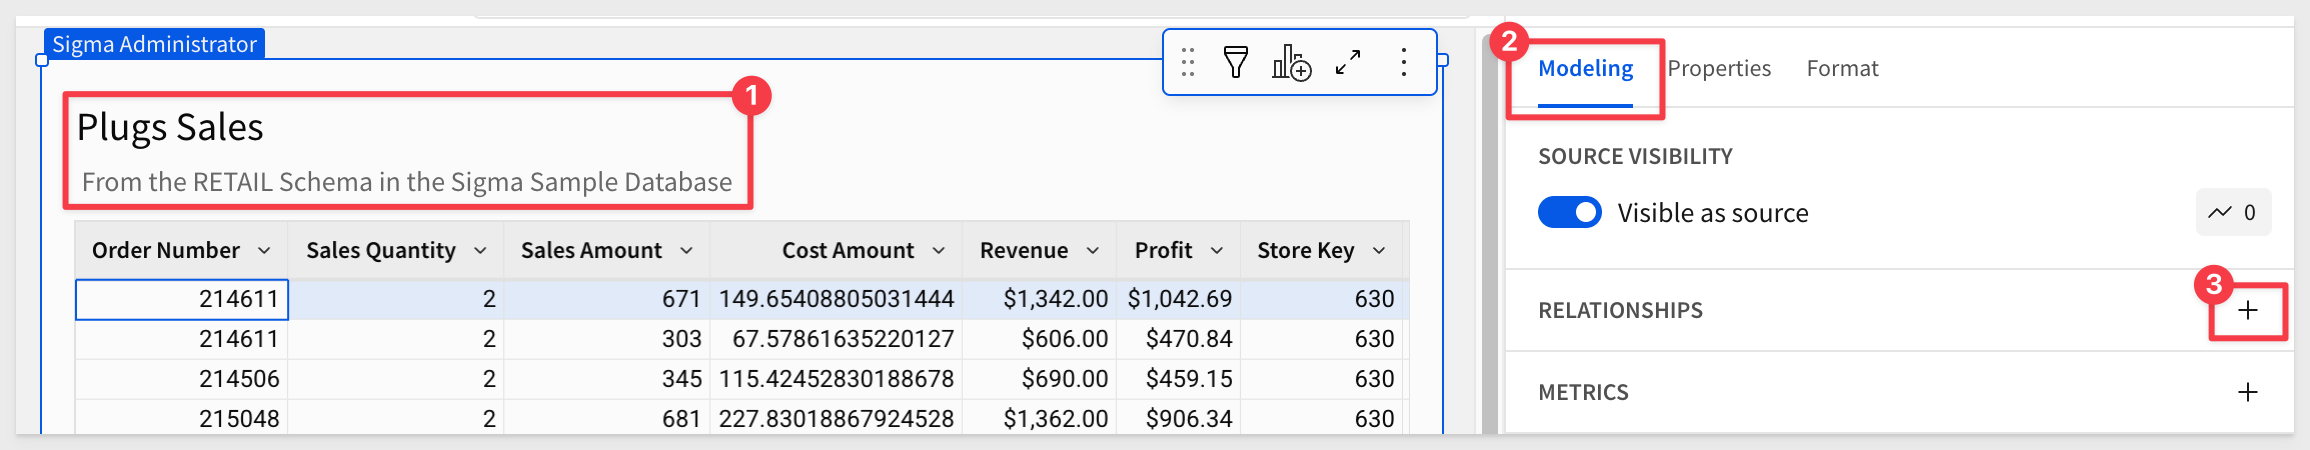 Sigma Administrator
1
Plugs Sales
From the RETAIL Schema in the Sigma Sample Database
Order Number Sales Quantity Sales Amount Cost Amount Revenue Profit Store Key
214611 2 671 149.65408805031444 $1,342.00 $1,042.69 630
214611 2 303 67.57861635220127 $606.00 $470.84 630
214506 2 345 115.42452830188678 $690.00 $459.15 630
215048 2 681 227.83018867924528 $1,362.00 $906.34 630
2
Modeling Properties Format
SOURCE VISIBILITY
Visible as source 0
3
RELATIONSHIPS +
METRICS +